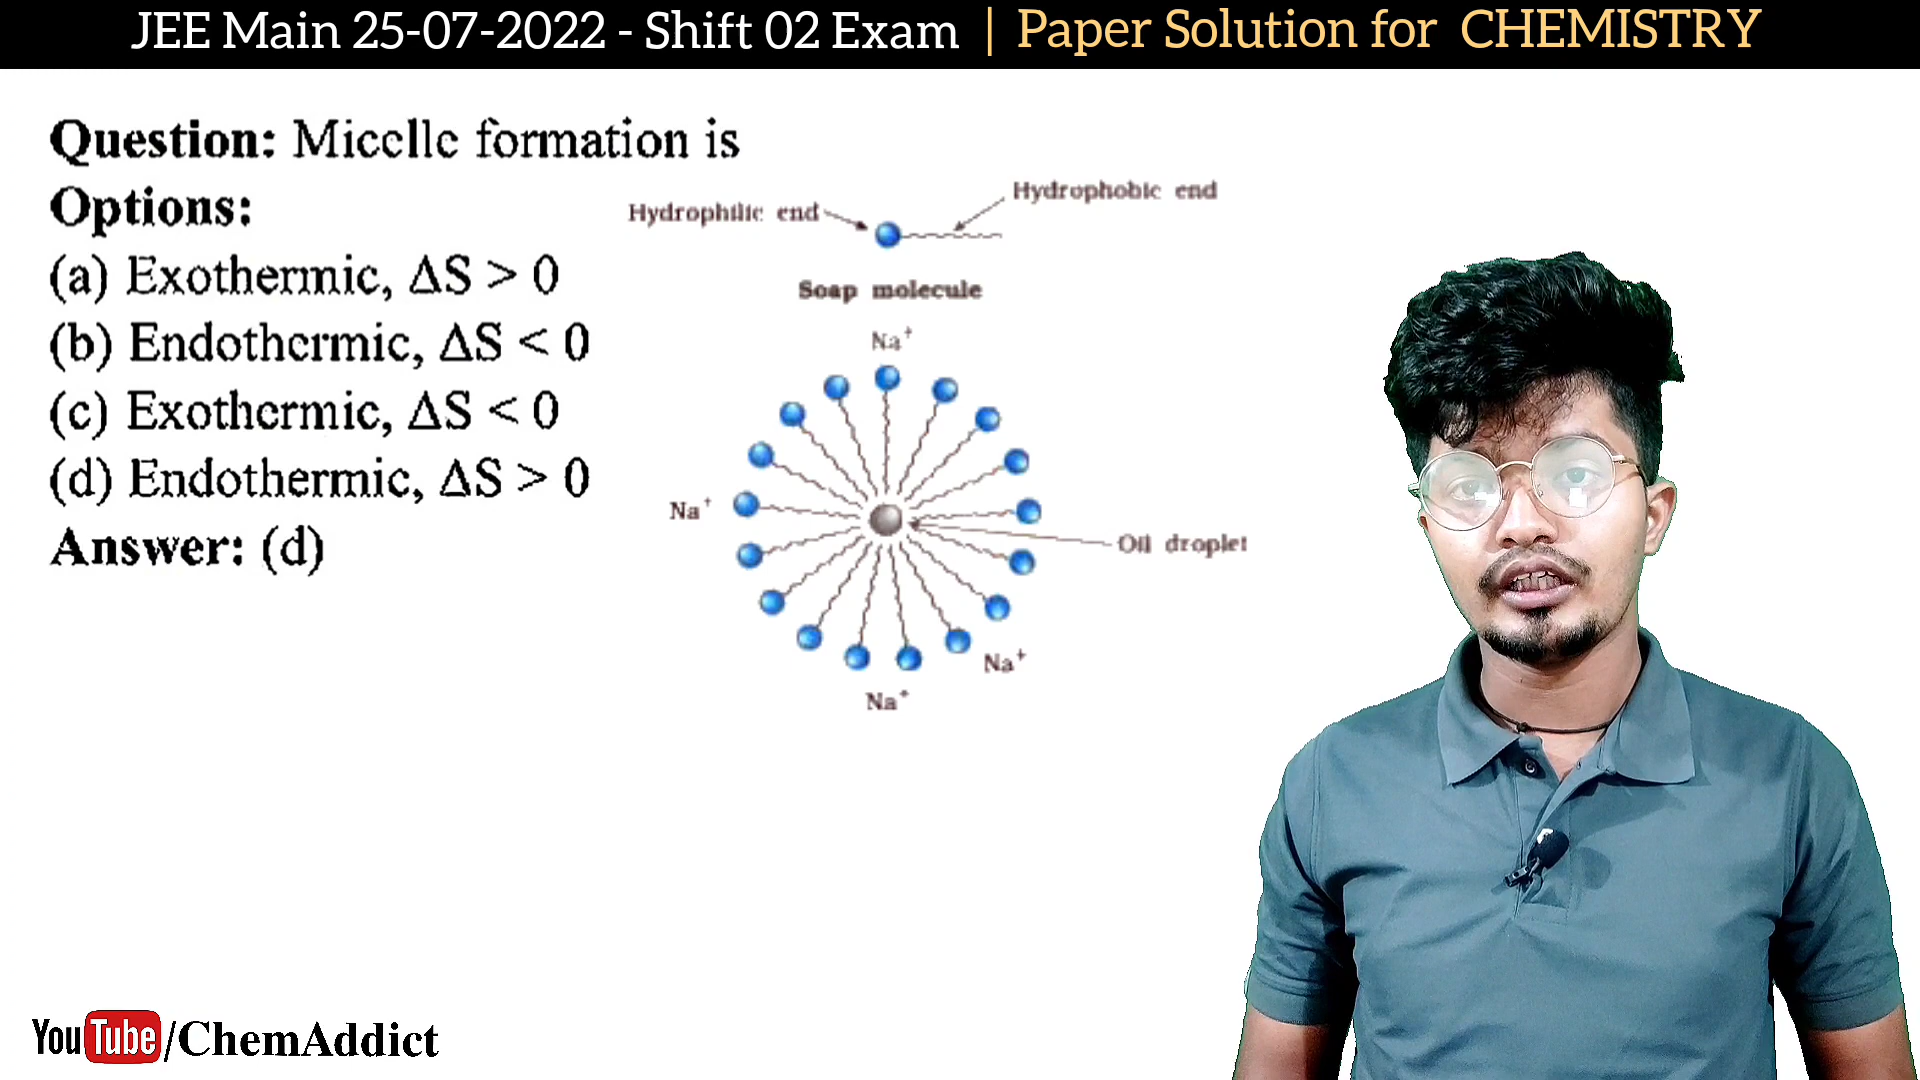 JEE Main 25-07-2022 - Shift 02 Exam | Paper Solution for CHEMISTRY
Question: Micelle formation is
Options:
(a) Exothermic, ΔS > 0
(b) Endothermic, ΔS < 0
(c) Exothermic, ΔS < 0
(d) Endothermic, ΔS > 0
Answer: (d)
Hydrophilic end
Hydrophobic end
Soap molecule
Na⁺
Na⁺
Oil droplet
Na⁺
Na⁺
YouTube/ChemAddict